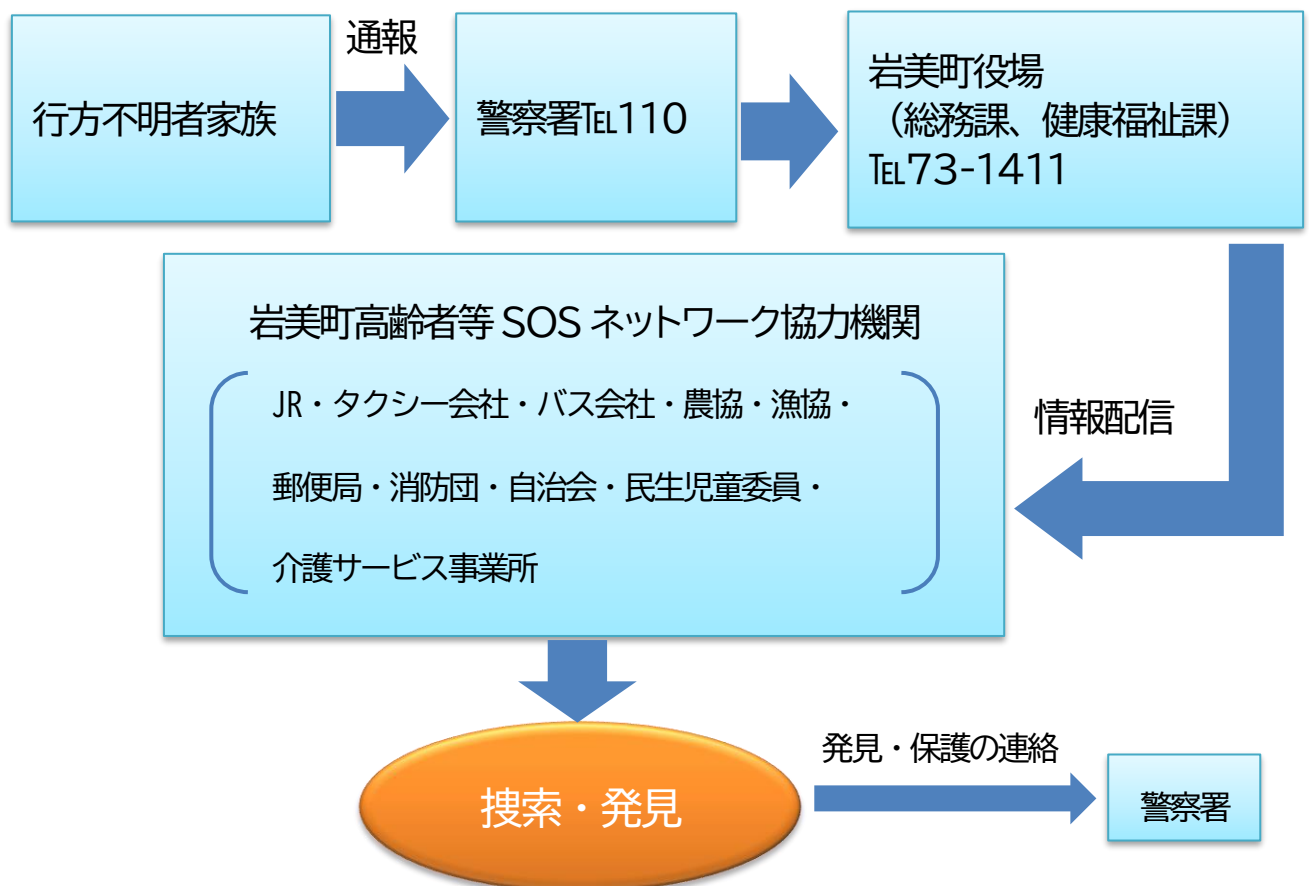 通報
行方不明者家族
警察署℡110
岩美町役場
（総務課、健康福祉課）
℡73-1411
岩美町高齢者等 SOS ネットワーク協力機関
JR・タクシー会社・バス会社・農協・漁協・
郵便局・消防団・自治会・民生児童委員・
介護サービス事業所
情報配信
捜索・発見
発見・保護の連絡
警察署